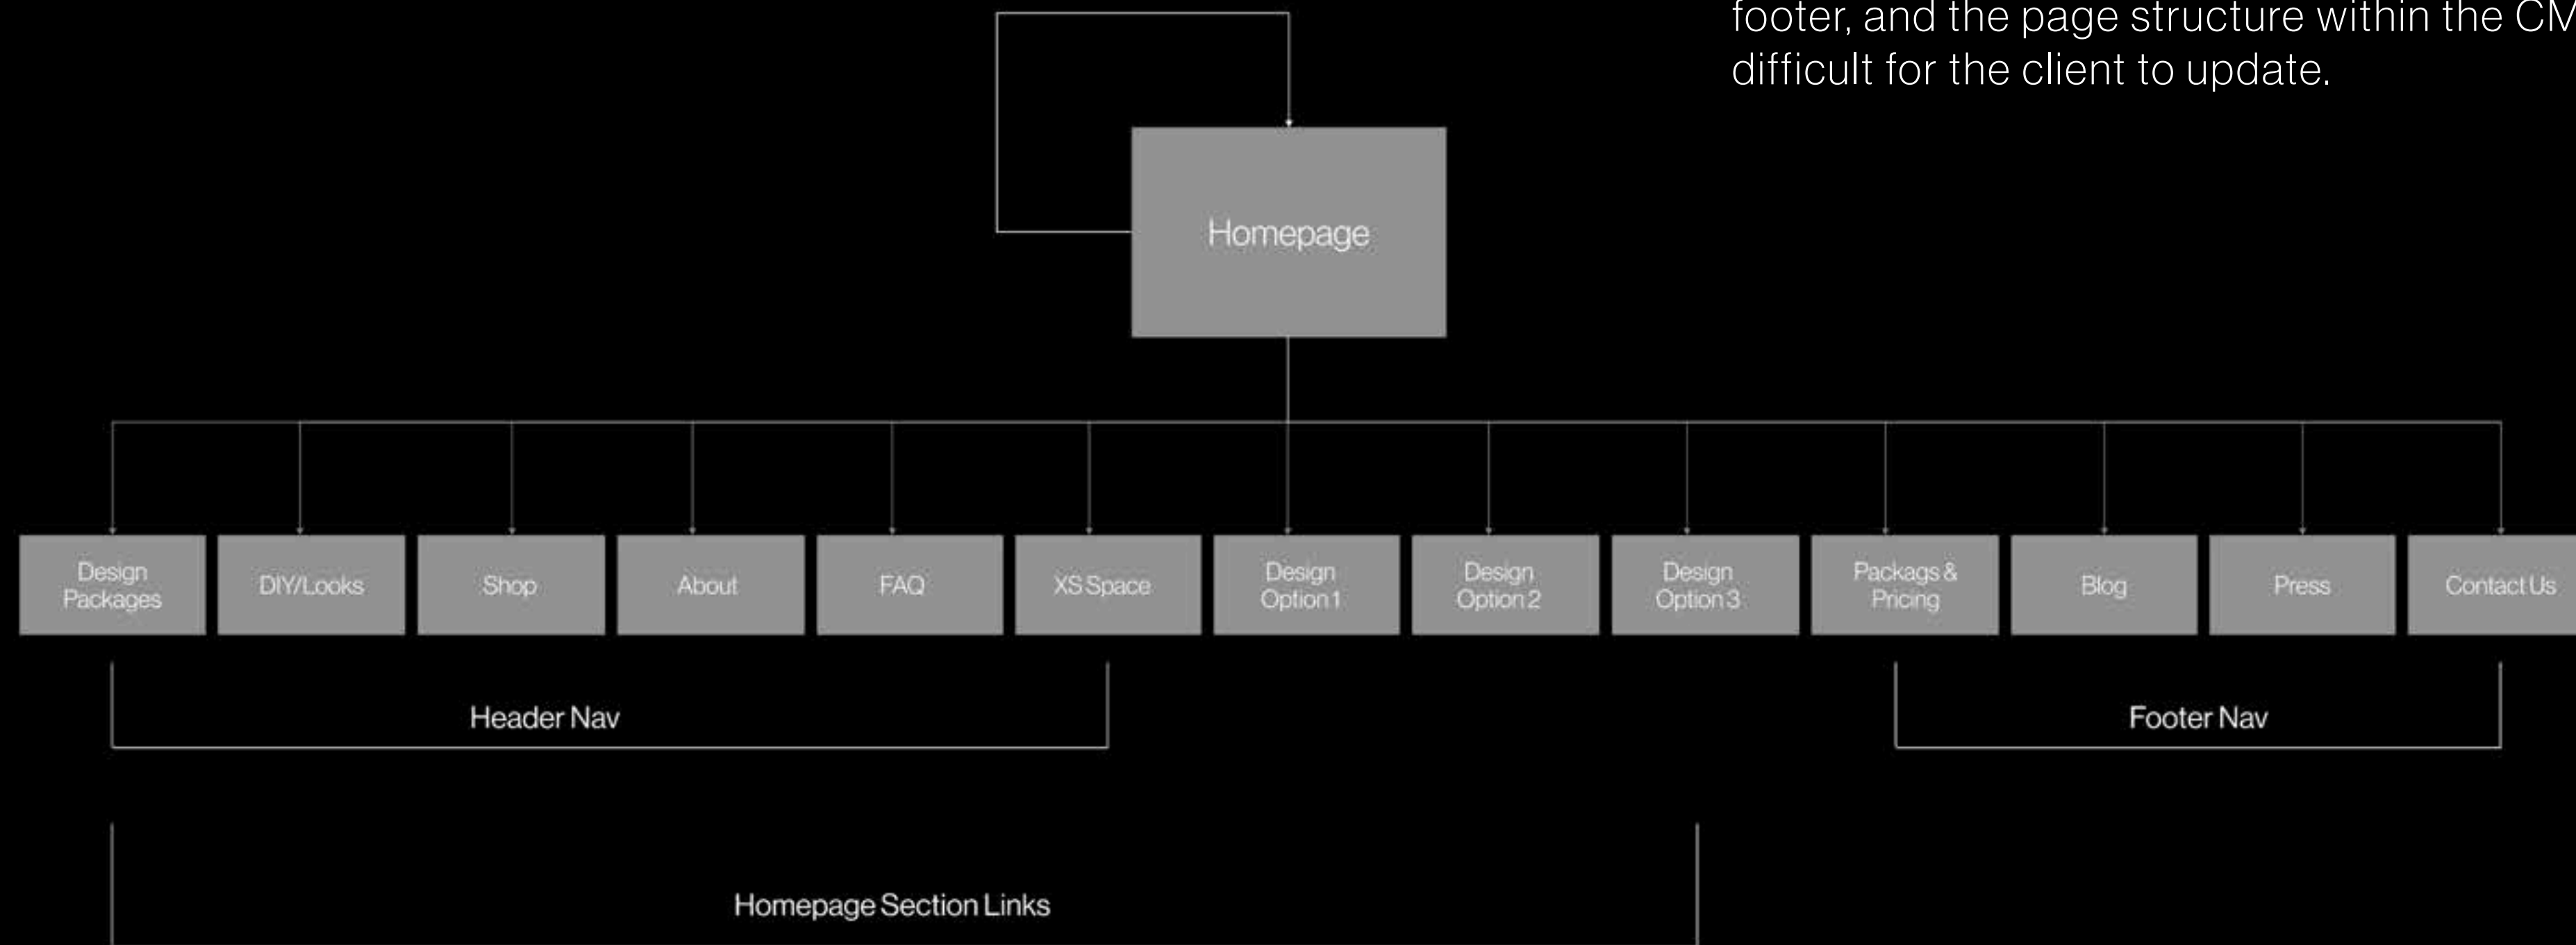 footer, and the page structure within the CM
difficult for the client to update.
Homepage
Design
Packages
DIY/Looks
Shop
About
FAQ
XS Space
Design
Option 1
Design
Option 2
Design
Option 3
Packags &
Pricing
Blog
Press
Contact Us
Header Nav
Footer Nav
Homepage Section Links